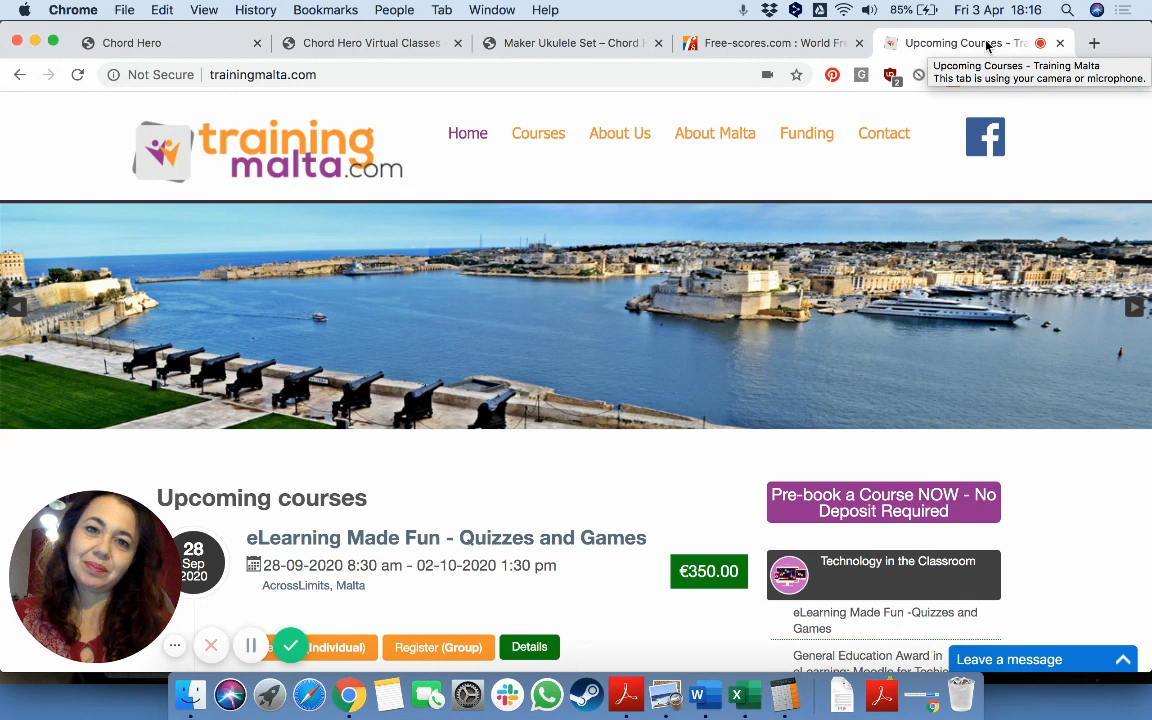 Chrome File Edit View History Bookmarks People Tab Window Help 85% Fri 3 Apr 18:16
Chord Hero Chord Hero Virtual Classes Maker Ukulele Set – Chord H Free-scores.com : World Fre Upcoming Courses - Tra
Not Secure trainingmalta.com
Upcoming Courses - Training Malta
This tab is using your camera or microphone.
2
training
malta.com
Home Courses About Us About Malta Funding Contact
Upcoming courses
Pre-book a Course NOW - No
Deposit Required
28
Sep
2020
eLearning Made Fun - Quizzes and Games
28-09-2020 8:30 am - 02-10-2020 1:30 pm
AcrossLimits, Malta
€350.00
Technology in the Classroom
eLearning Made Fun -Quizzes and
Games
General Education Award in
eLearning: Moodle for Techie
(Individual) Register (Group) Details
Leave a message